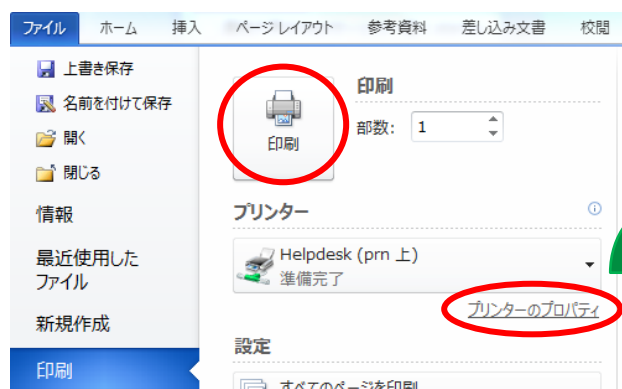 ファイル ホーム 挿入 ページ レイアウト 参考資料 差し込み文書 校閲
上書き保存
名前を付けて保存
開く
閉じる
情報
最近使用した
ファイル
新規作成
印刷
印刷
印刷
部数: 1
プリンター
Helpdesk (prn 上)
準備完了
プリンターのプロパティ
設定
すべてのページを印刷